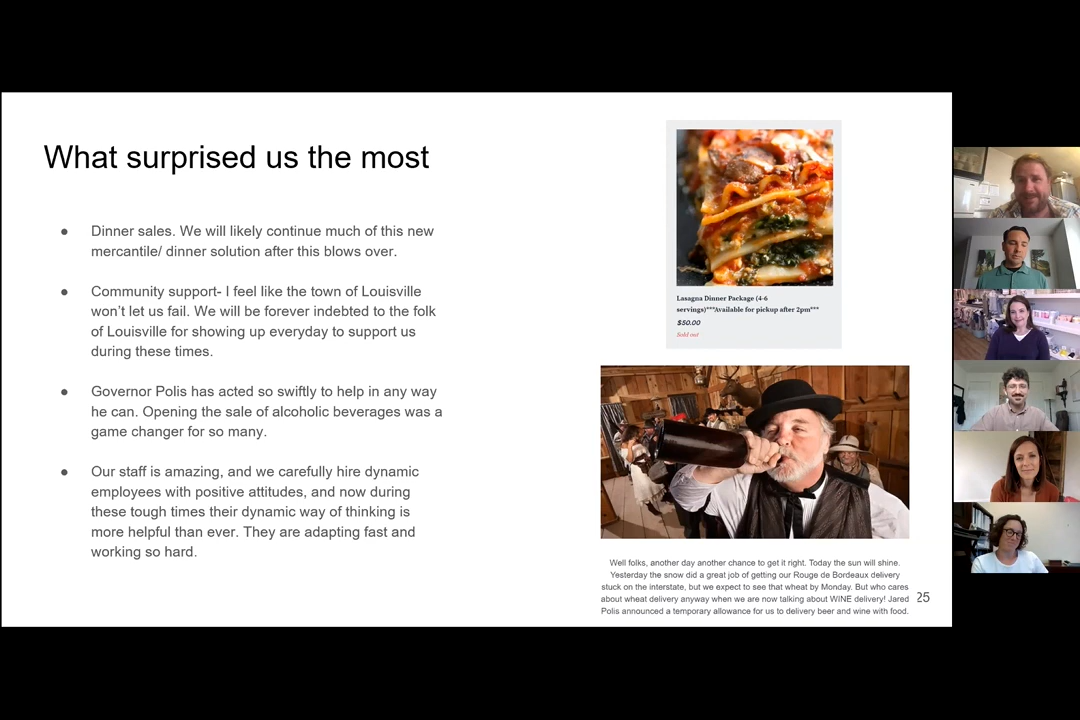 What surprised us the most
● Dinner sales. We will likely continue much of this new
mercantile/ dinner solution after this blows over.
● Community support- I feel like the town of Louisville
won’t let us fail. We will be forever indebted to the folk
of Louisville for showing up everyday to support us
during these times.
● Governor Polis has acted so swiftly to help in any way
he can. Opening the sale of alcoholic beverages was a
game changer for so many.
● Our staff is amazing, and we carefully hire dynamic
employees with positive attitudes, and now during
these tough times their dynamic way of thinking is
more helpful than ever. They are adapting fast and
working so hard.
Lasagna Dinner Package (4-6
servings)***Available for pickup after 2pm***
$50.00
Sold out
Well folks, another day another chance to get it right. Today the sun will shine.
Yesterday the snow did a great job of getting our Rouge de Bordeaux delivery
stuck on the interstate, but we expect to see that wheat by Monday. But who cares
about wheat delivery anyway when we are now talking about WINE delivery! Jared
Polis announced a temporary allowance for us to delivery beer and wine with food.
25